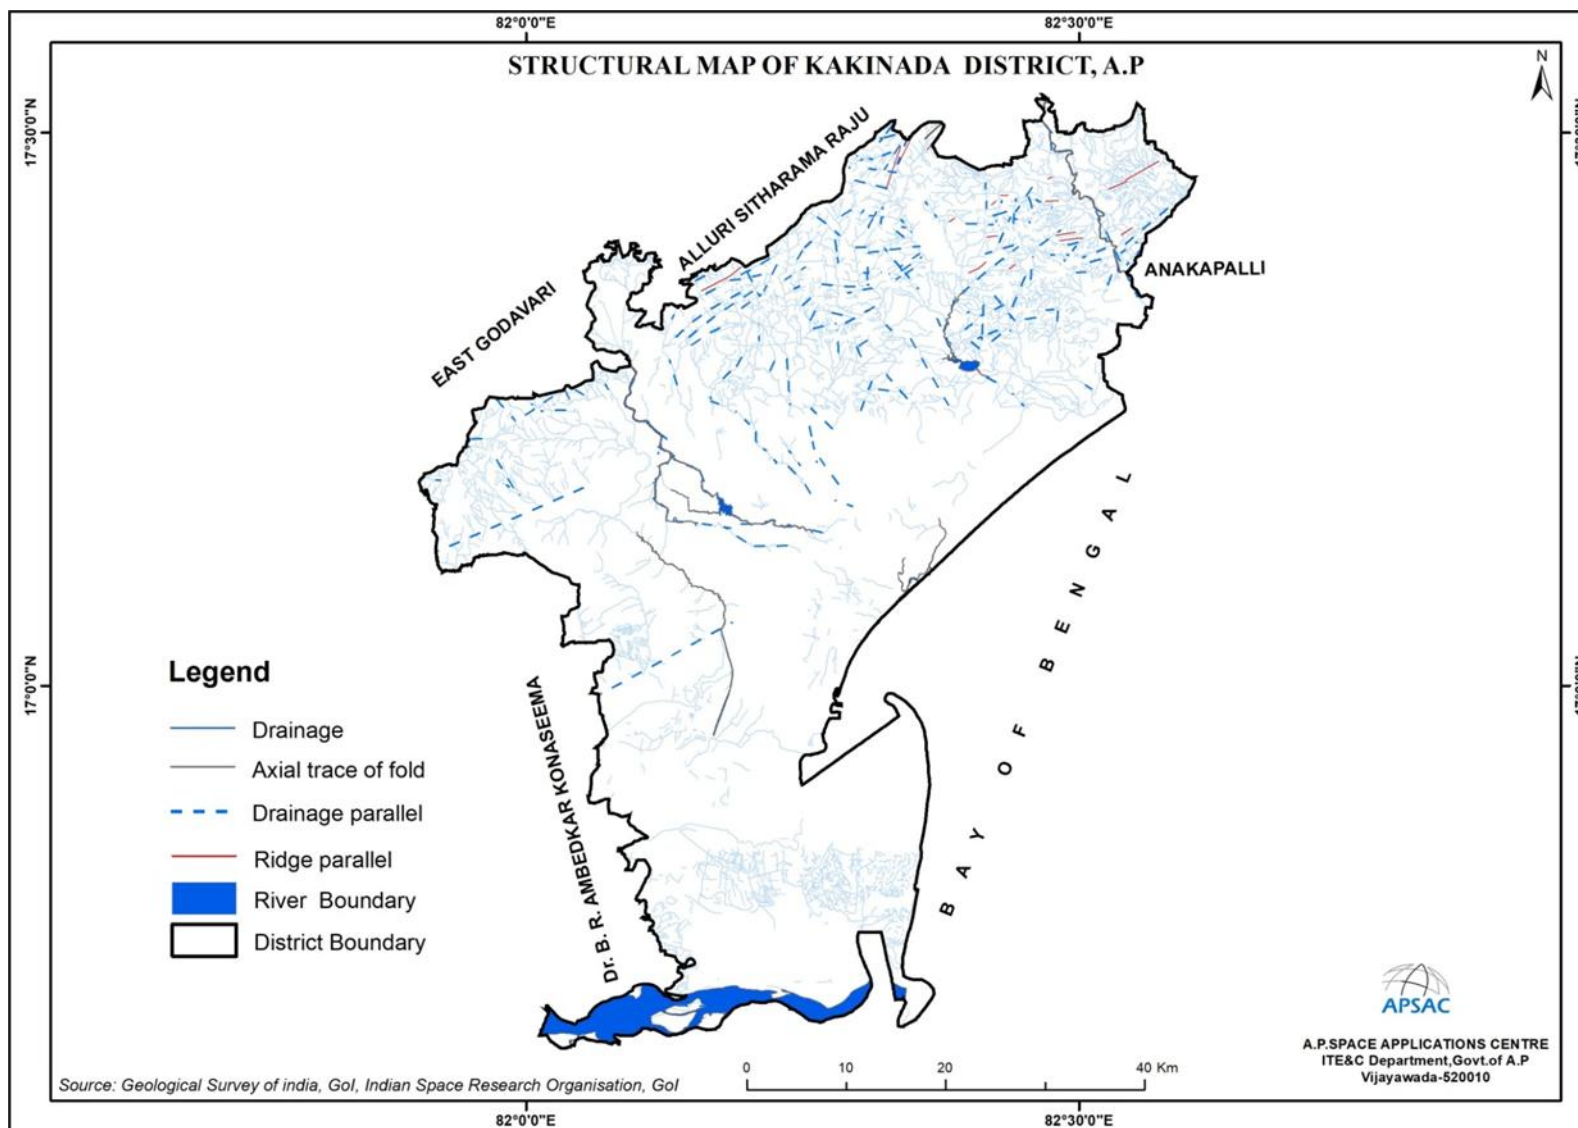 82°0'0"E
82°30'0"E
STRUCTURAL MAP OF KAKINADA DISTRICT, A.P
N
17°30'0"N
ALLURI SITHARAMA RAJU
EAST GODAVARI
ANAKAPALLI
BAY OF BENGAL
17°0'0"N
Dr. B. R. AMBEDKAR KONASEEMA
Legend
Drainage
Axial trace of fold
Drainage parallel
Ridge parallel
River Boundary
District Boundary
APSAC
A.P.SPACE APPLICATIONS CENTRE
ITE&C Department,Govt.of A.P
Vijayawada-520010
0 10 20 40 Km
Source: Geological Survey of india, GoI, Indian Space Research Organisation, GoI
82°0'0"E
82°30'0"E